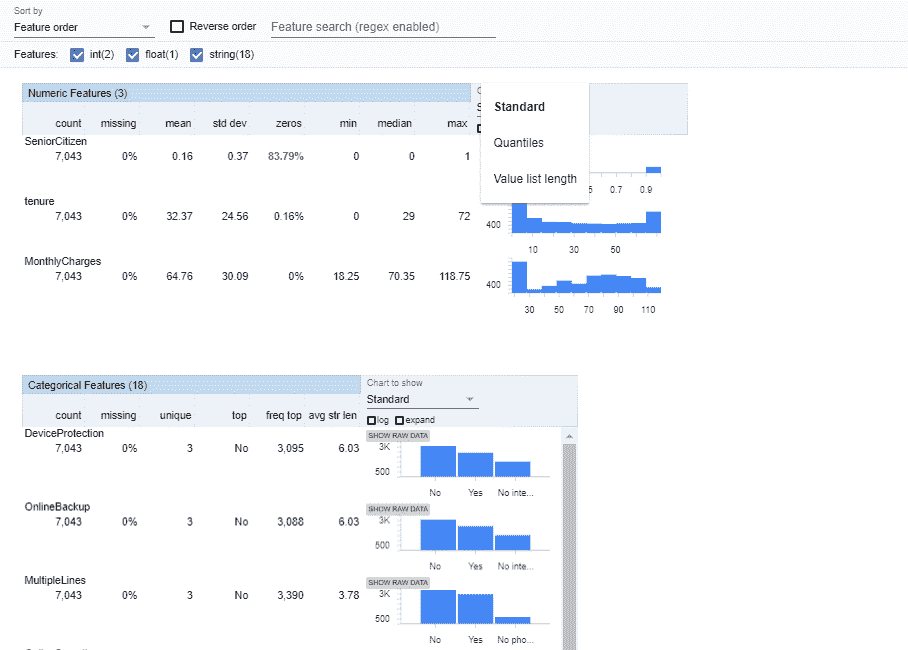 Sort by
Feature order
Reverse order
Feature search (regex enabled)
Features: int(2) float(1) string(18)
Numeric Features (3)
count missing mean std dev zeros min median max
Standard
Quantiles
Value list length
SeniorCitizen
7,043 0% 0.16 0.37 83.79% 0 0 1
0.7 0.9
tenure
7,043 0% 32.37 24.56 0.16% 0 29 72
400
10 30 50
MonthlyCharges
7,043 0% 64.76 30.09 0% 18.25 70.35 118.75
400
30 50 70 90 110
Categorical Features (18)
Chart to show
Standard
log expand
count missing unique top freq top avg str len
DeviceProtection
7,043 0% 3 No 3,095 6.03
SHOW RAW DATA
3K
500
No Yes No inte...
OnlineBackup
7,043 0% 3 No 3,088 6.03
SHOW RAW DATA
3K
500
No Yes No inte...
MultipleLines
7,043 0% 3 No 3,390 3.78
SHOW RAW DATA
3K
500
No Yes No pho...